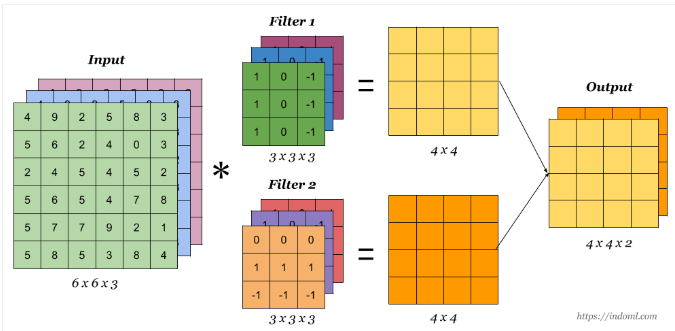 Filter 1
Input
1 0 -1
1 0 -1
1 0 -1
1 0 -1
3 x 3 x 3
=
4 x 4
4 9 2 5 8 3
5 6 2 4 0 3
2 4 5 4 5 2
5 6 5 4 7 8
5 7 7 9 2 1
5 8 5 3 8 4
6 x 6 x 3
*
Output
4 x 4 x 2
Filter 2
0 0 0
1 1 1
-1 -1 -1
3 x 3 x 3
=
4 x 4
https://indoml.com